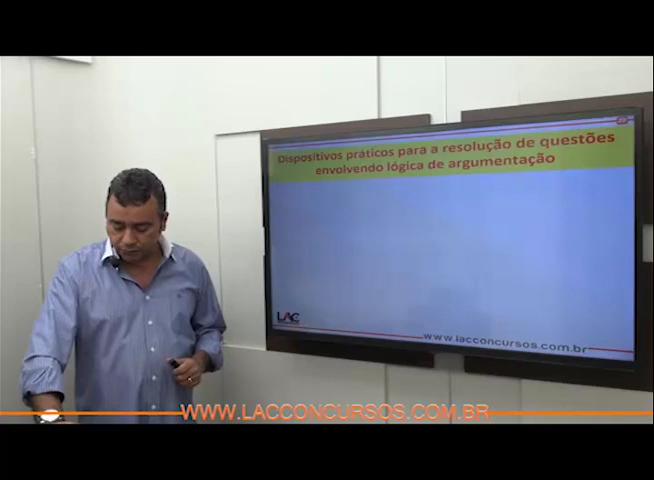 Dispositivos práticos para a resolução de questões
envolvendo lógica de argumentação
LAC
www.lacconcursos.com.br
WWW.LACCONCURSOS.COM.BR